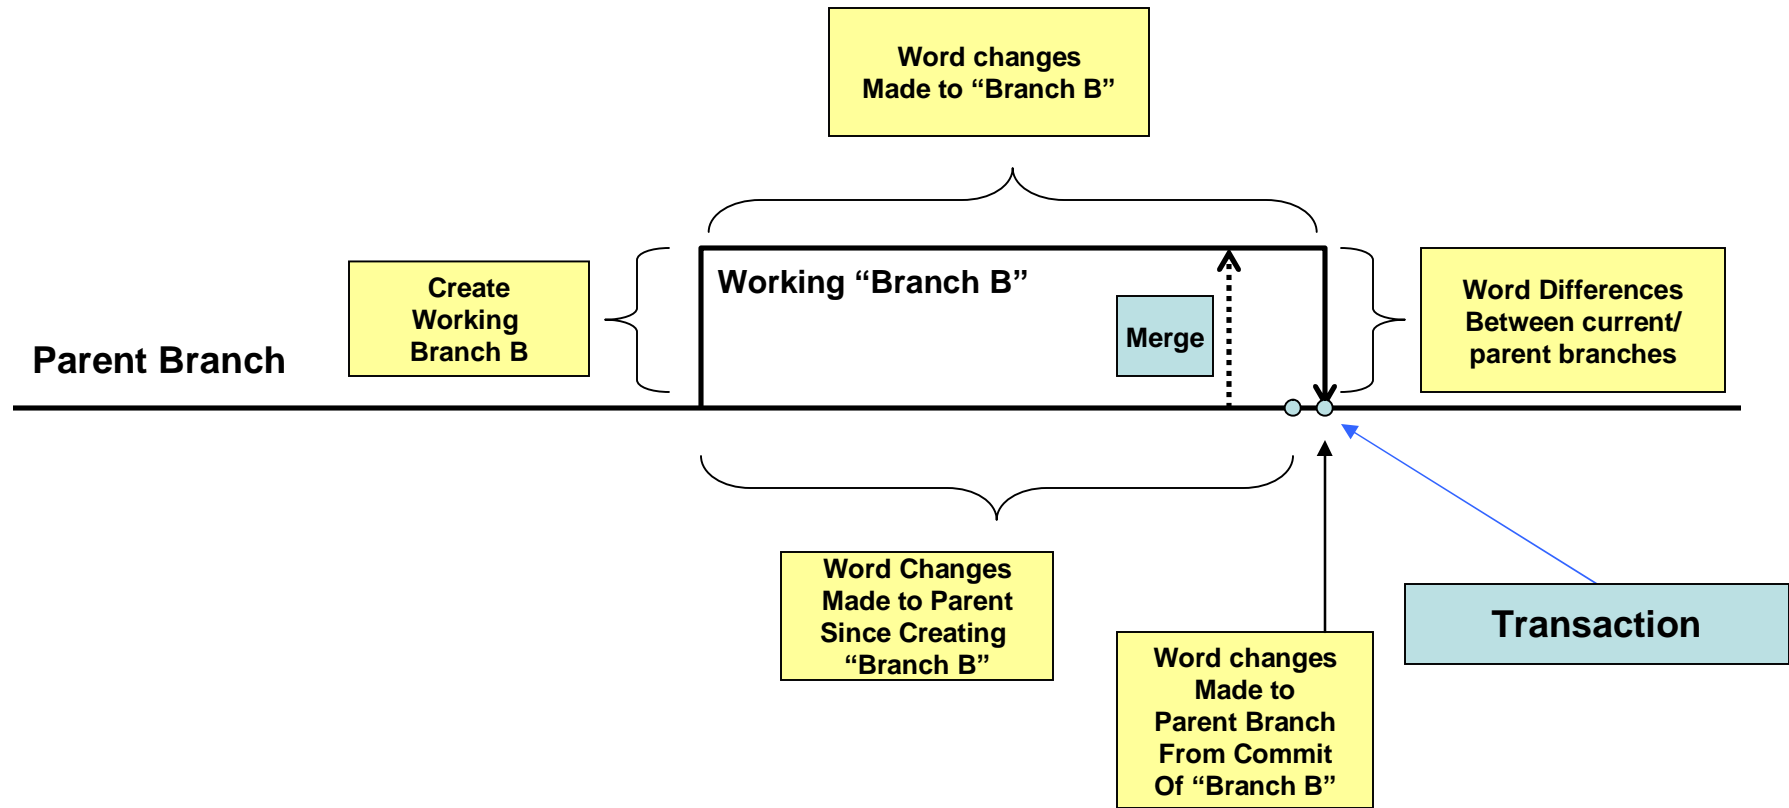 Word changes
Made to “Branch B”
Create
Working
Branch B
Working “Branch B”
Merge
Word Differences
Between current/
parent branches
Parent Branch
Word Changes
Made to Parent
Since Creating
“Branch B”
Word changes
Made to
Parent Branch
From Commit
Of “Branch B”
Transaction